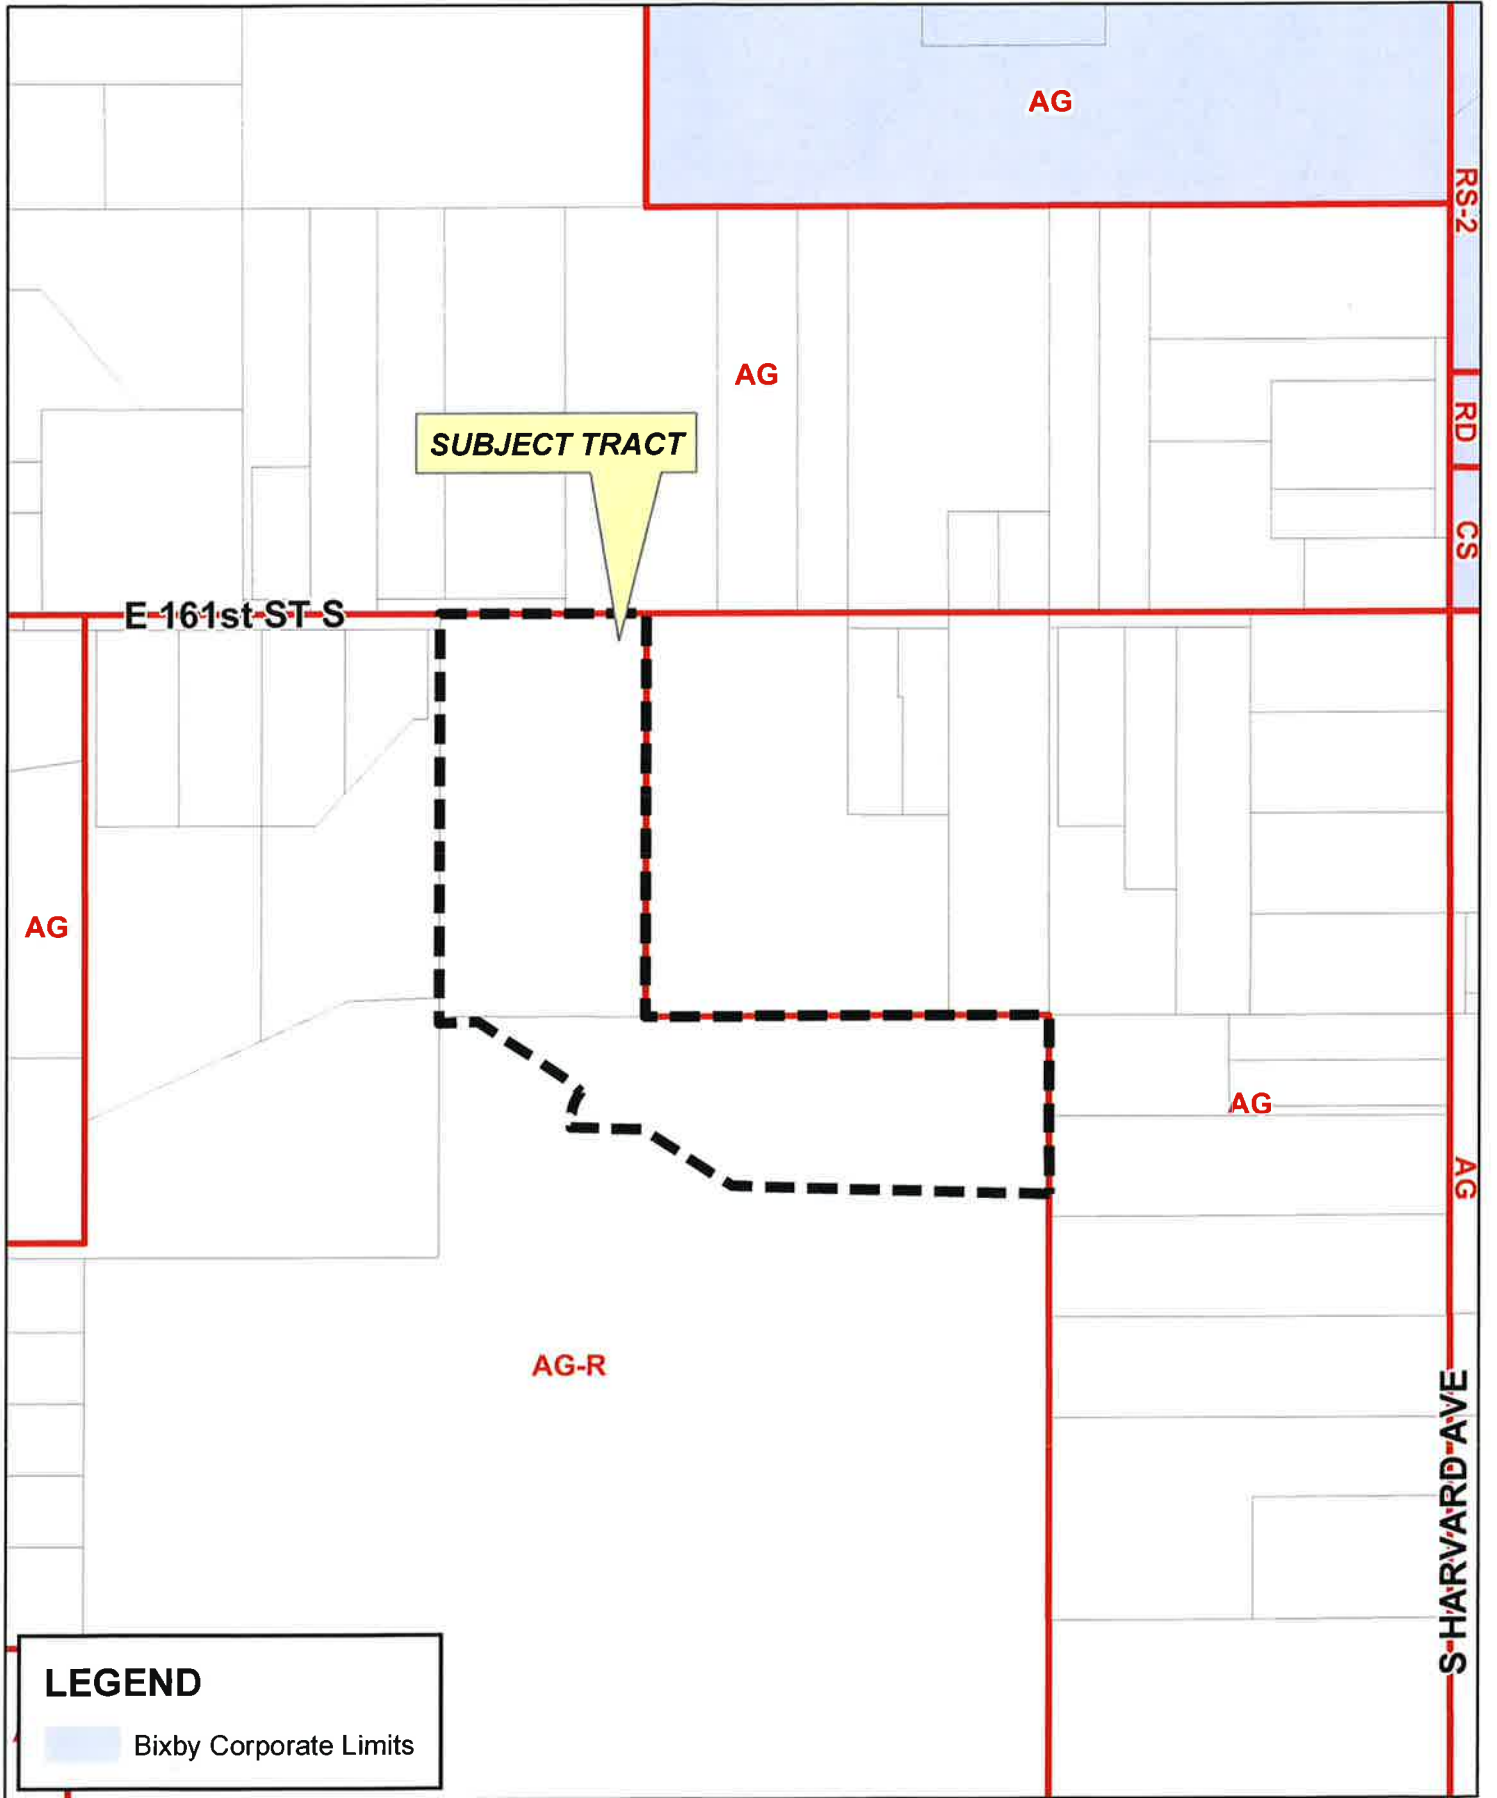 AG
RS-2
AG
RD
SUBJECT TRACT
CS
E 161st ST S
AG
AG
AG
AG-R
S HARVARD AVE
LEGEND
Bixby Corporate Limits